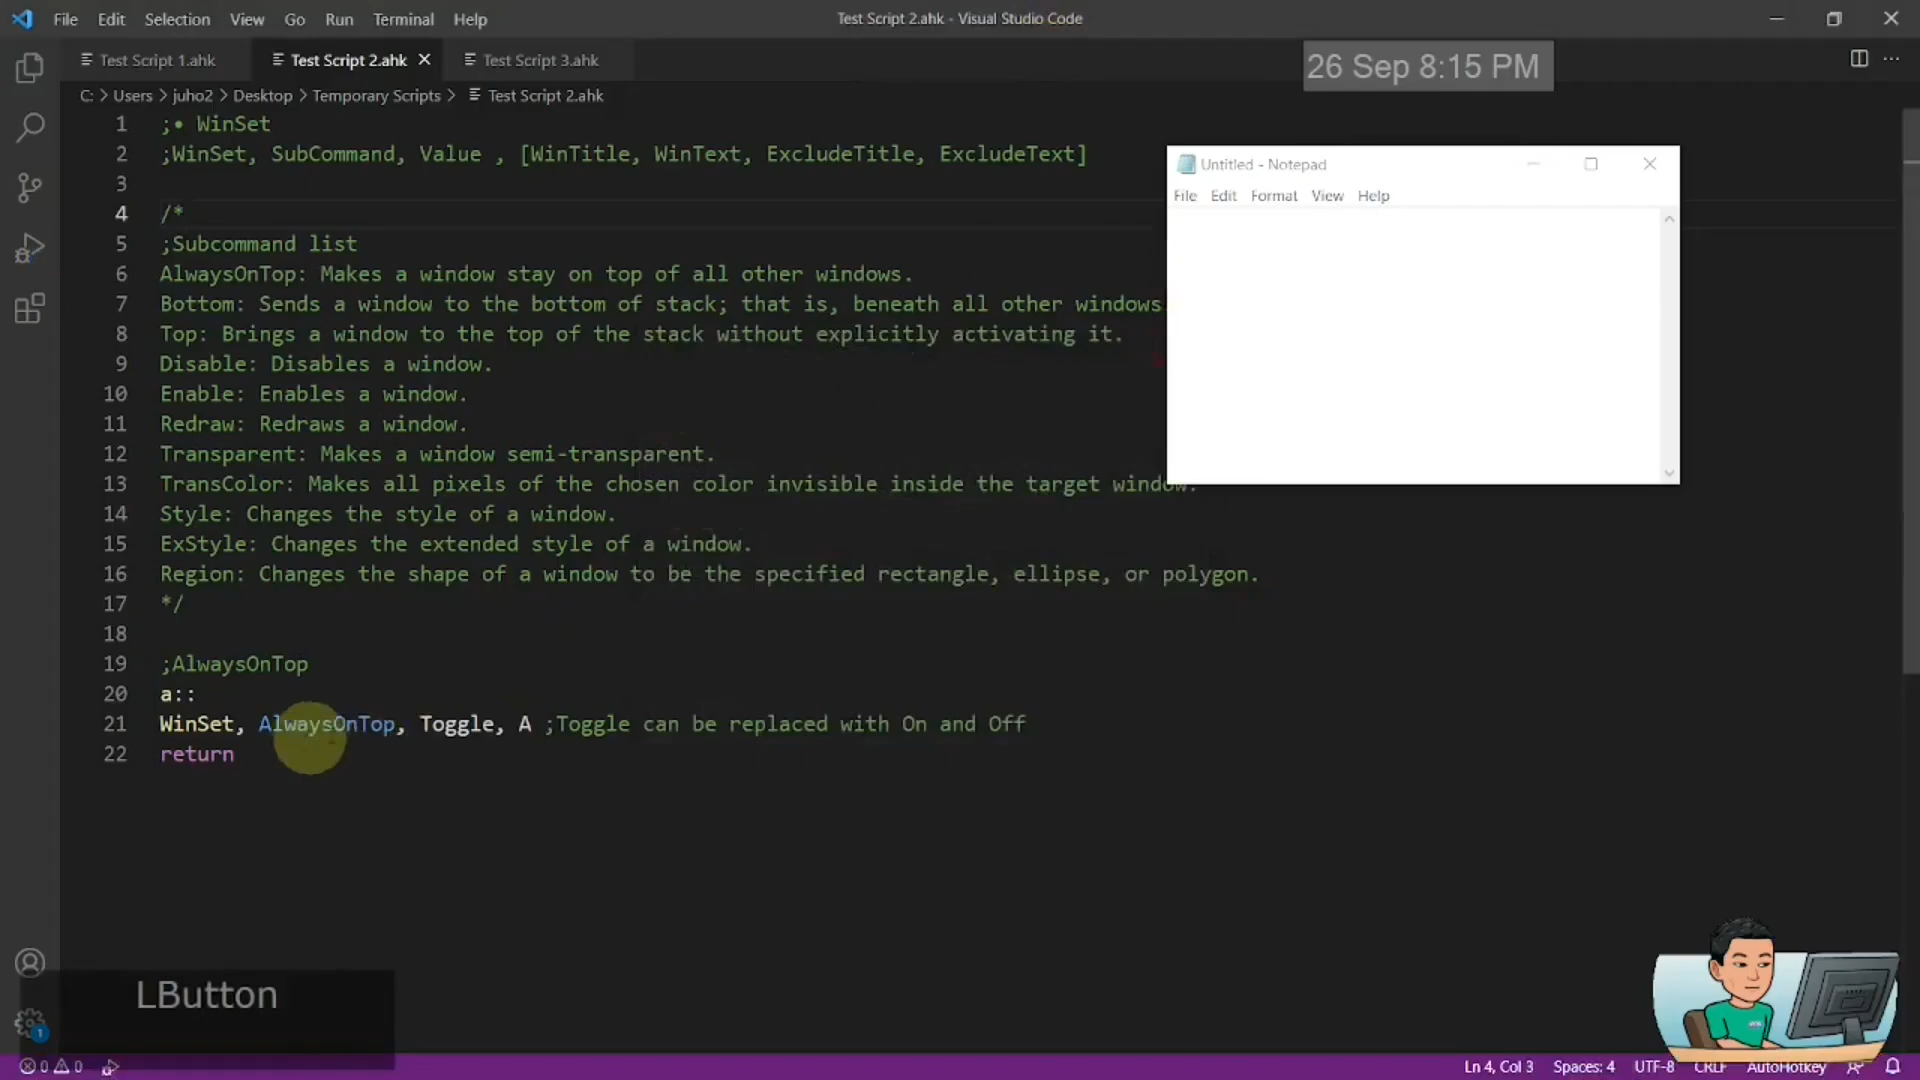 File Edit Selection View Go Run Terminal Help
Test Script 2.ahk - Visual Studio Code
Test Script 1.ahk
Test Script 2.ahk
Test Script 3.ahk
26 Sep 8:15 PM
C: > Users > juho2 > Desktop > Temporary Scripts > Test Script 2.ahk
1 ;• WinSet
2 ;WinSet, SubCommand, Value , [WinTitle, WinText, ExcludeTitle, ExcludeText]
3
4 /*
5 ;Subcommand list
6 AlwaysOnTop: Makes a window stay on top of all other windows.
7 Bottom: Sends a window to the bottom of stack; that is, beneath all other windows
8 Top: Brings a window to the top of the stack without explicitly activating it.
9 Disable: Disables a window.
10 Enable: Enables a window.
11 Redraw: Redraws a window.
12 Transparent: Makes a window semi-transparent.
13 TransColor: Makes all pixels of the chosen color invisible inside the target window.
14 Style: Changes the style of a window.
15 ExStyle: Changes the extended style of a window.
16 Region: Changes the shape of a window to be the specified rectangle, ellipse, or polygon.
17 */
18
19 ;AlwaysOnTop
20 a::
21 WinSet, AlwaysOnTop, Toggle, A ;Toggle can be replaced with On and Off
22 return
Untitled - Notepad
File Edit Format View Help
LButton
1
0 0
Ln 4, Col 3 Spaces: 4 UTF-8 CRLF AutoHotkey